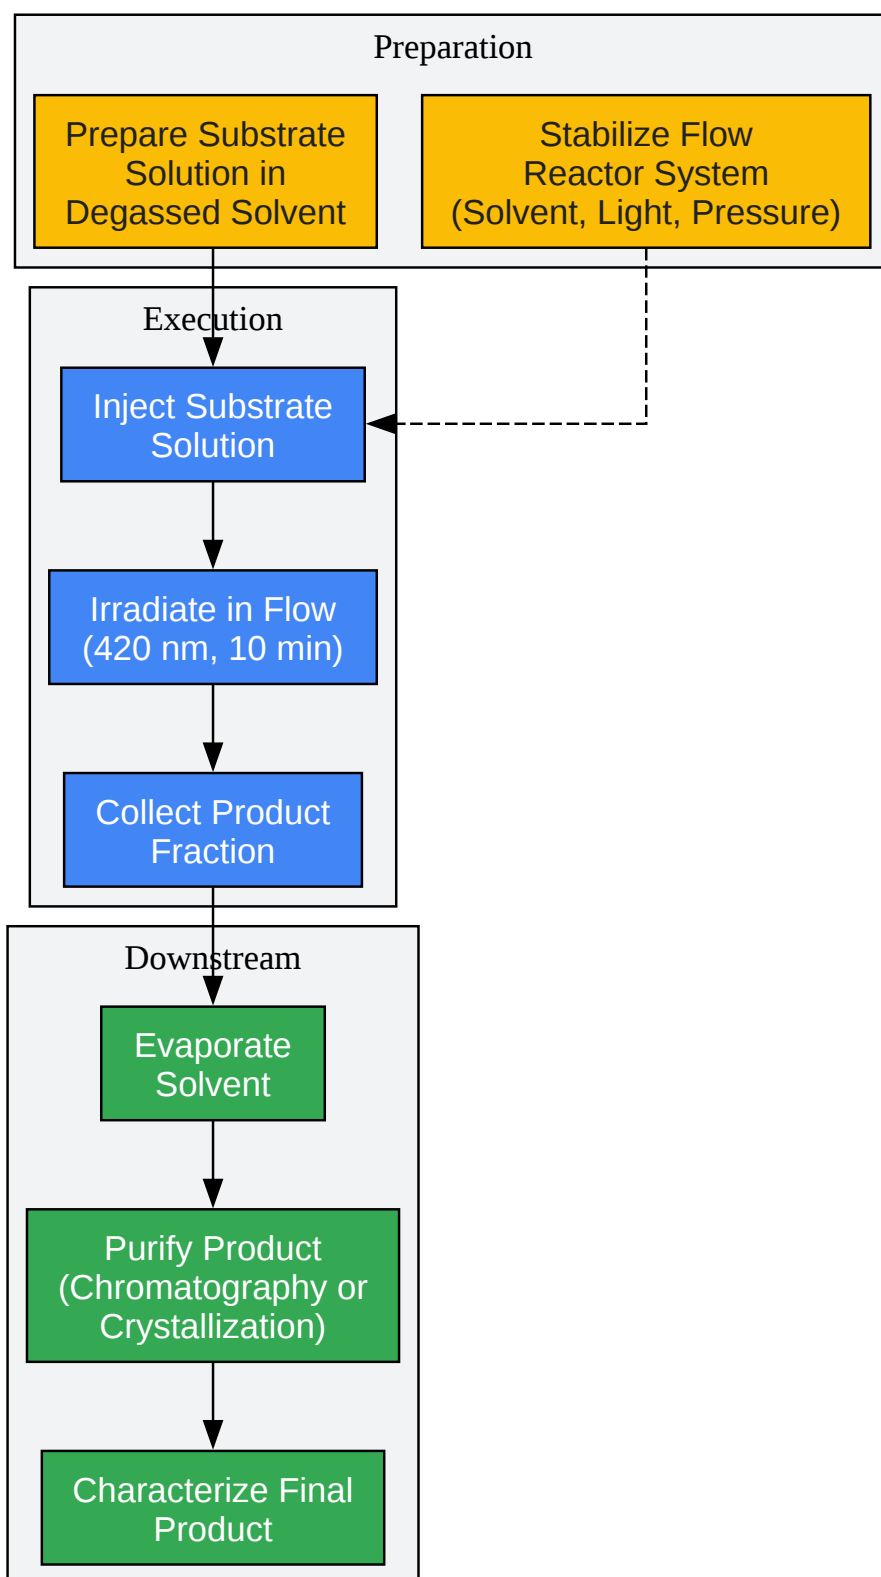 Preparation
Prepare Substrate
Solution in
Degassed Solvent
Stabilize Flow
Reactor System
(Solvent, Light, Pressure)
Execution
Inject Substrate
Solution
Irradiate in Flow
(420 nm, 10 min)
Collect Product
Fraction
Downstream
Evaporate
Solvent
Purify Product
(Chromatography or
Crystallization)
Characterize Final
Product